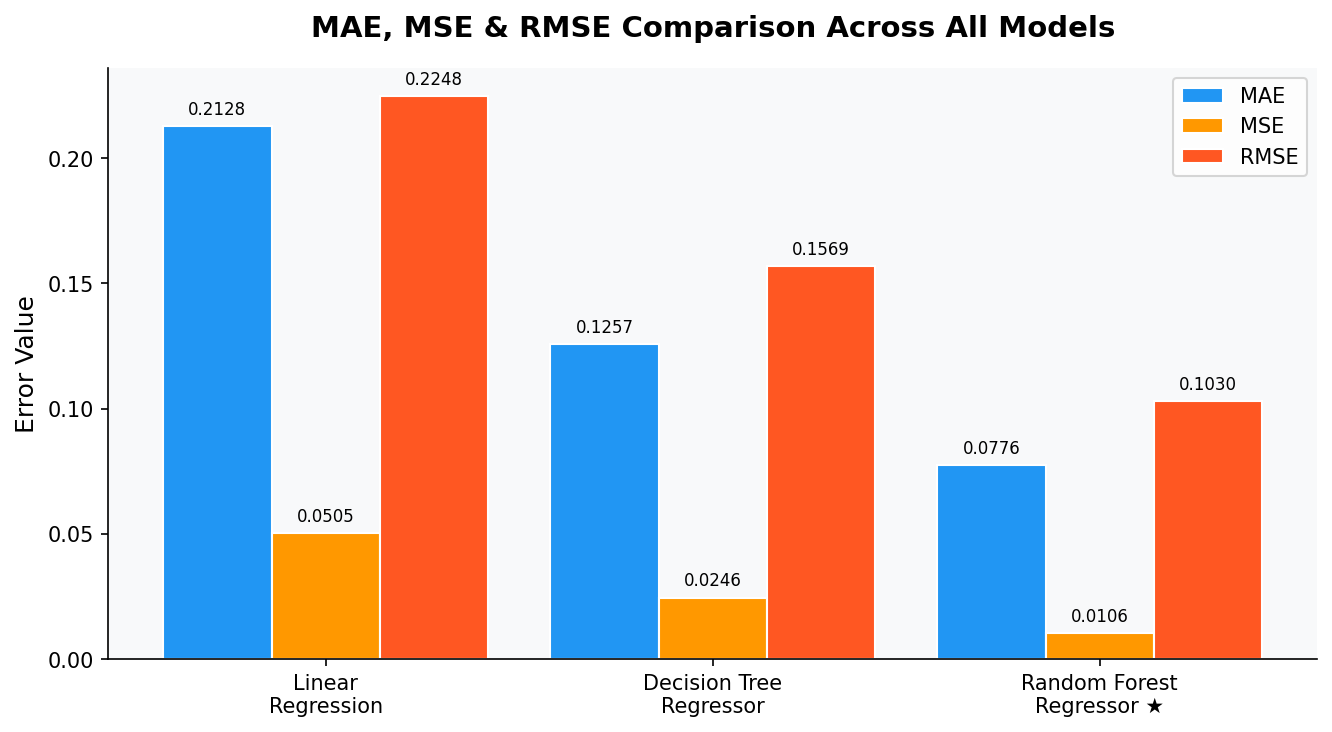 MAE, MSE & RMSE Comparison Across All Models
MAE
MSE
RMSE
Error Value
0.20
0.15
0.10
0.05
0.00
0.2128
0.0505
0.2248
0.1257
0.0246
0.1569
0.0776
0.0106
0.1030
Linear
Regression
Decision Tree
Regressor
Random Forest
Regressor ★